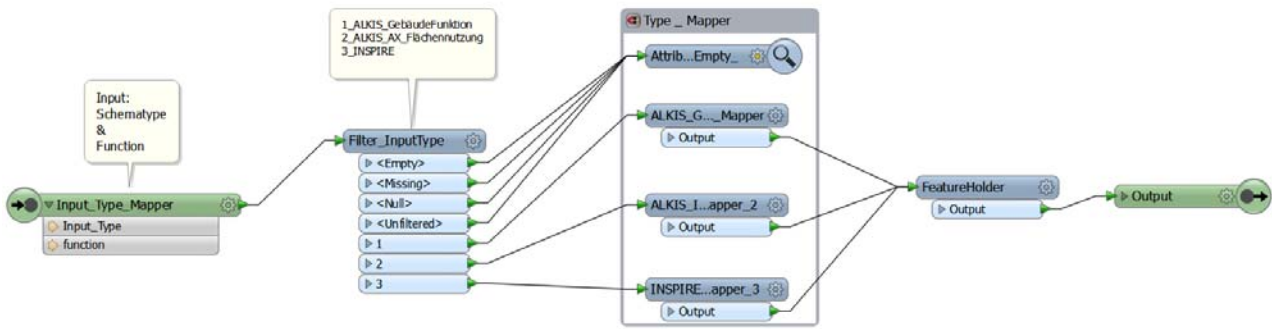 1_ALKIS_GebäudeFunktion
2_ALKIS_AX_Flächennutzung
3_INSPIRE
Input:
Schematype
&
Function
Input_Type_Mapper
Input_Type
function
Filter_InputType
<Empty>
<Missing>
<Null>
<Unfiltered>
1
2
3
Type _ Mapper
Attrib...Empty_
ALKIS_G..._Mapper
Output
ALKIS_I...apper_2
Output
INSPIRE...apper_3
Output
FeatureHolder
Output
Output